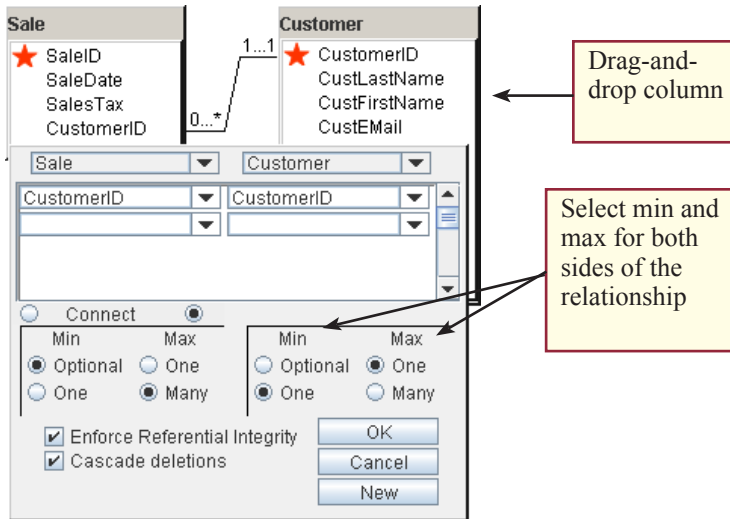 Sale
SaleID
SaleDate
SalesTax
CustomerID
0...*
1...1
Customer
CustomerID
CustLastName
CustFirstName
CustEMail
Drag-and-
drop column
Sale Customer
CustomerID CustomerID
Select min and
max for both
sides of the
relationship
Connect
Min Max Min Max
Optional One Optional One
One Many One Many
Enforce Referential Integrity
Cascade deletions
OK
Cancel
New